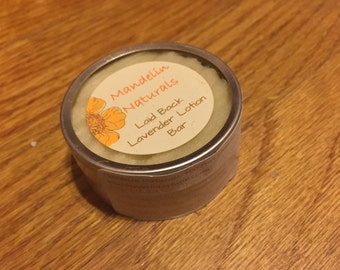 Mandelin
Naturals
Laid Back
Lavender Lotion
Bar